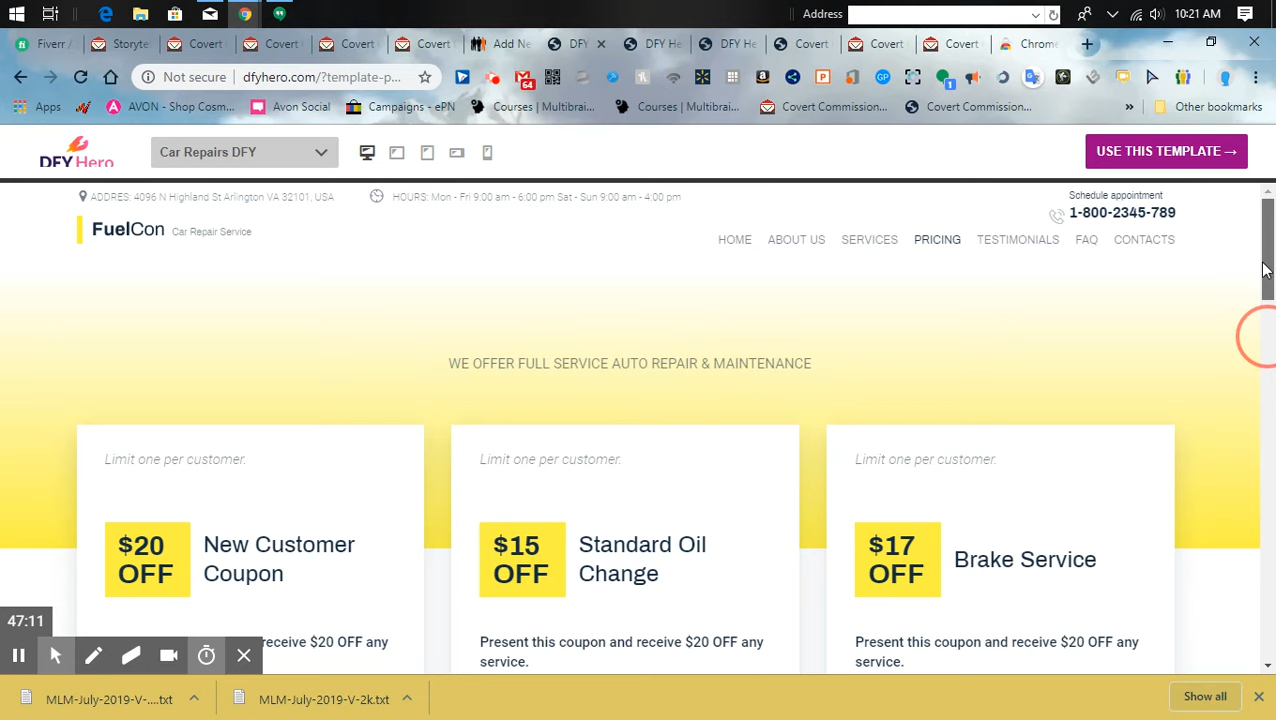 Address
10:21 AM
Fiverr /
Storyte
Covert
Covert
Covert
Covert
Add Ne
DFY
DFY He
DFY He
Covert
Covert
Covert
Chrome
Not secure
dfyhero.com/?template-p...
64
1
Apps
AVON - Shop Cosm...
Avon Social
Campaigns - ePN
Courses | Multibrai...
Courses | Multibra...
Covert Commission...
Covert Commission...
»
Other bookmarks
DFY Hero
Car Repairs DFY
USE THIS TEMPLATE →
ADDRES: 4096 N Highland St Arlington VA 32101, USA
HOURS: Mon - Fri 9:00 am - 6:00 pm Sat - Sun 9:00 am - 4:00 pm
Schedule appointment
1-800-2345-789
FuelCon Car Repair Service
HOME ABOUT US SERVICES PRICING TESTIMONIALS FAQ CONTACTS
WE OFFER FULL SERVICE AUTO REPAIR & MAINTENANCE
Limit one per customer.
$20
OFF
New Customer
Coupon
receive $20 OFF any
Limit one per customer.
$15
OFF
Standard Oil
Change
Present this coupon and receive $20 OFF any
service.
Limit one per customer.
$17
OFF
Brake Service
Present this coupon and receive $20 OFF any
service.
47:11
MLM-July-2019-V-....txt
MLM-July-2019-V-2k.txt
Show all